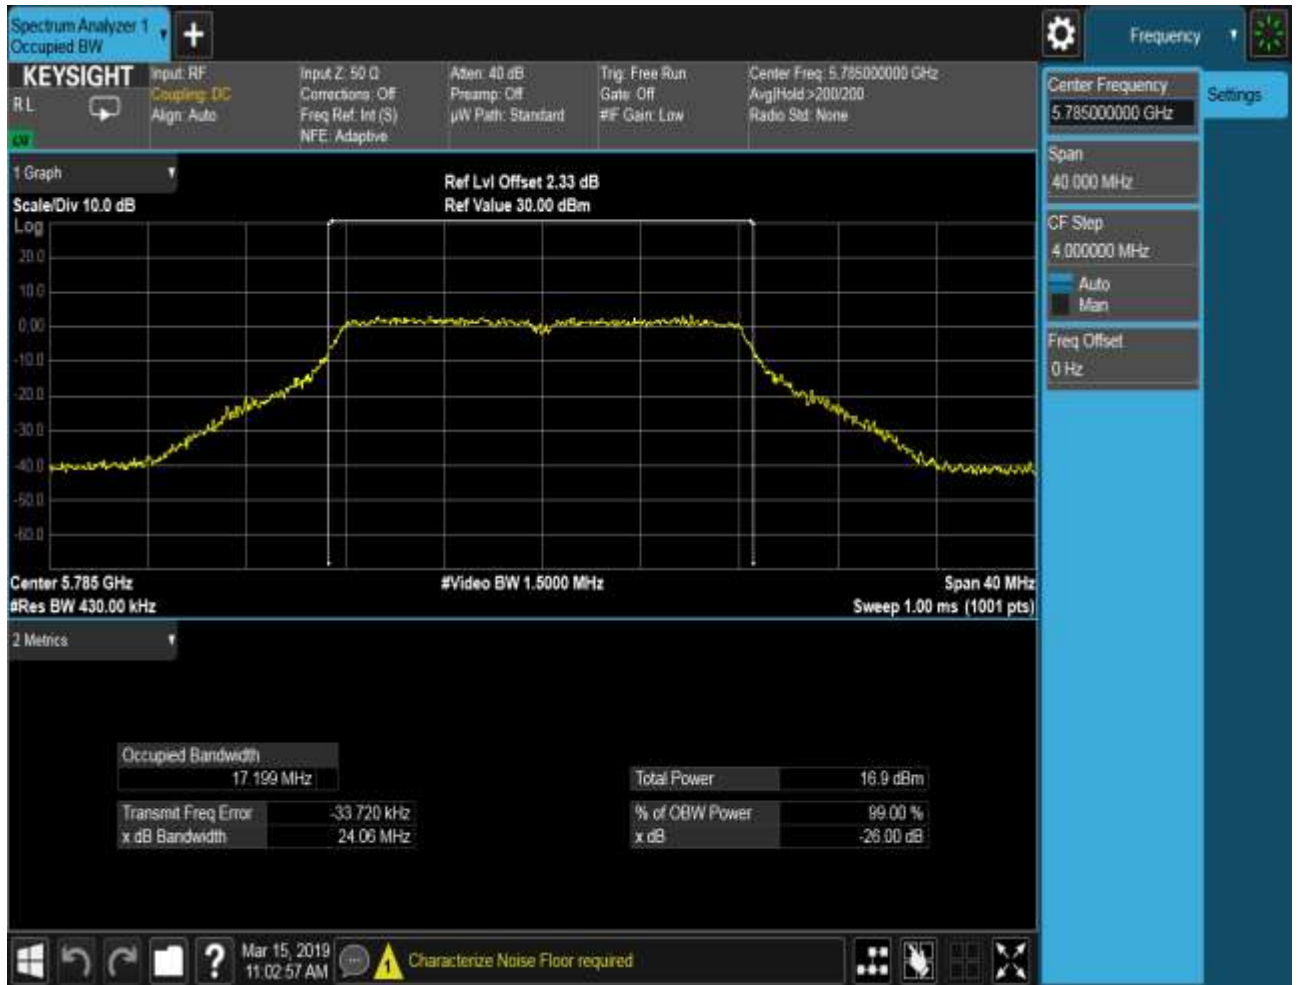 Spectrum Analyzer 1
Occupied BW
Frequency
KEYSIGHT
R L
Input: RF
Coupling: DC
Align: Auto
Input Z: 50 Ω
Corrections: Off
Freq Ref: Int (S)
NFE: Adaptive
Atten: 40 dB
Preamp: Off
µW Path: Standard
Trig: Free Run
Gate: Off
#IF Gain: Low
Center Freq: 5.785000000 GHz
Avg|Hold:>200/200
Radio Std: None
Center Frequency
5.785000000 GHz
Settings
Span
40.000 MHz
CF Step
4.000000 MHz
Auto
Man
Freq Offset
0 Hz
1 Graph
Scale/Div 10.0 dB
Ref Lvl Offset 2.33 dB
Ref Value 30.00 dBm
Log
20.0
10.0
0.00
-10.0
-20.0
-30.0
-40.0
-50.0
-60.0
Center 5.785 GHz
#Video BW 1.5000 MHz
Span 40 MHz
#Res BW 430.00 kHz
Sweep 1.00 ms (1001 pts)
2 Metrics
Occupied Bandwidth
17.199 MHz
Total Power 16.9 dBm
Transmit Freq Error -33.720 kHz
% of OBW Power 99.00 %
x dB Bandwidth 24.06 MHz
x dB -26.00 dB
?
Mar 15, 2019
11:02:57 AM
1
Characterize Noise Floor required